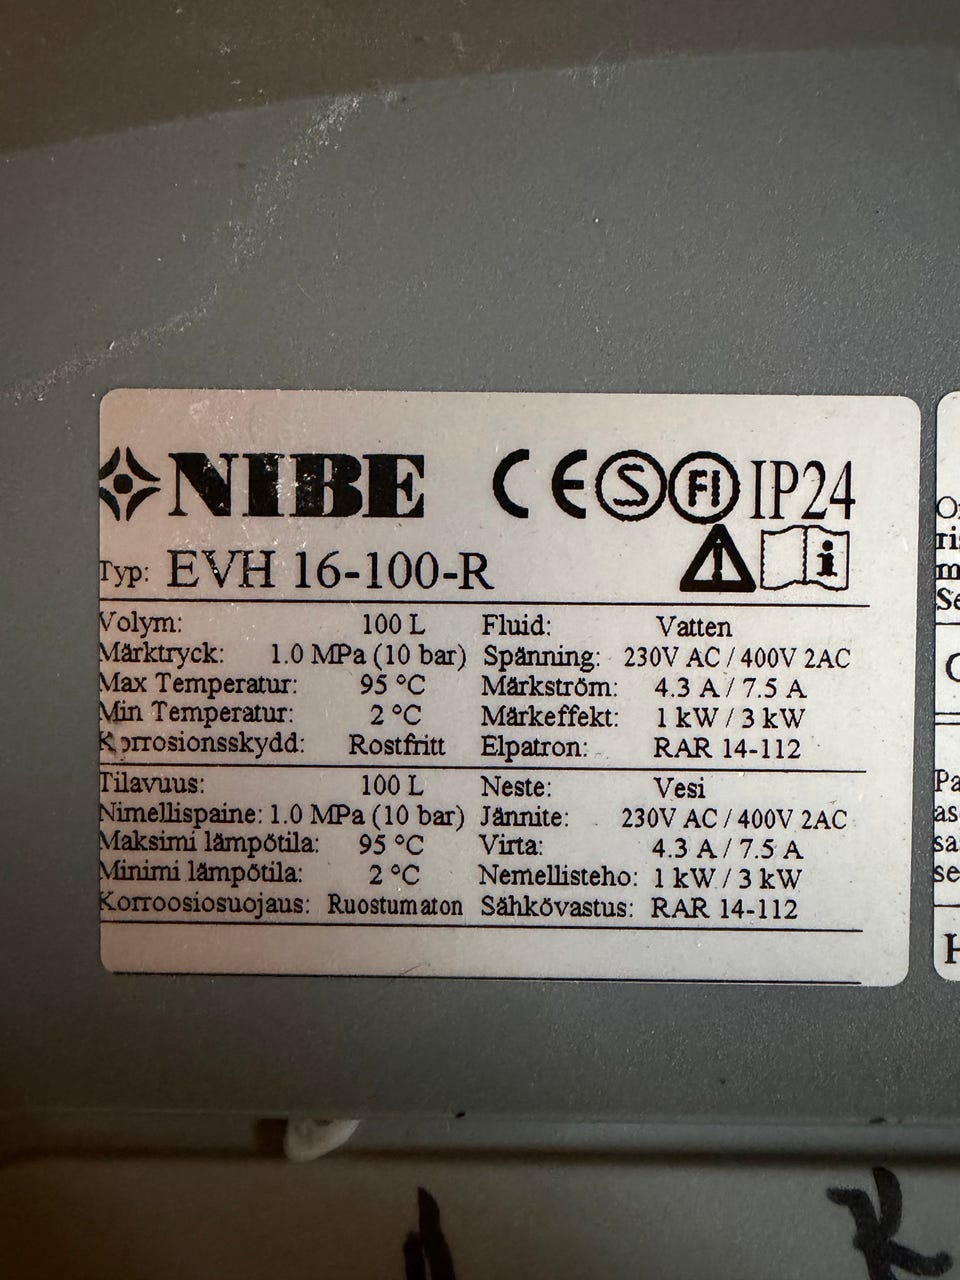 NIBE CE S FI IP24
Typ: EVH 16-100-R
Volym: 100 L Fluid: Vatten
Märktryck: 1.0 MPa (10 bar) Spänning: 230V AC / 400V 2AC
Max Temperatur: 95 °C Märkström: 4.3 A / 7.5 A
Min Temperatur: 2 °C Märkeffekt: 1 kW / 3 kW
Korrosionsskydd: Rostfritt Elpatron: RAR 14-112
Tilavuus: 100 L Neste: Vesi
Nimellispaine: 1.0 MPa (10 bar) Jännite: 230V AC / 400V 2AC
Maksimi lämpötila: 95 °C Virta: 4.3 A / 7.5 A
Minimi lämpötila: 2 °C Nemellisteho: 1 kW / 3 kW
Korroosiosuojaus: Ruostumaton Sähkövastus: RAR 14-112